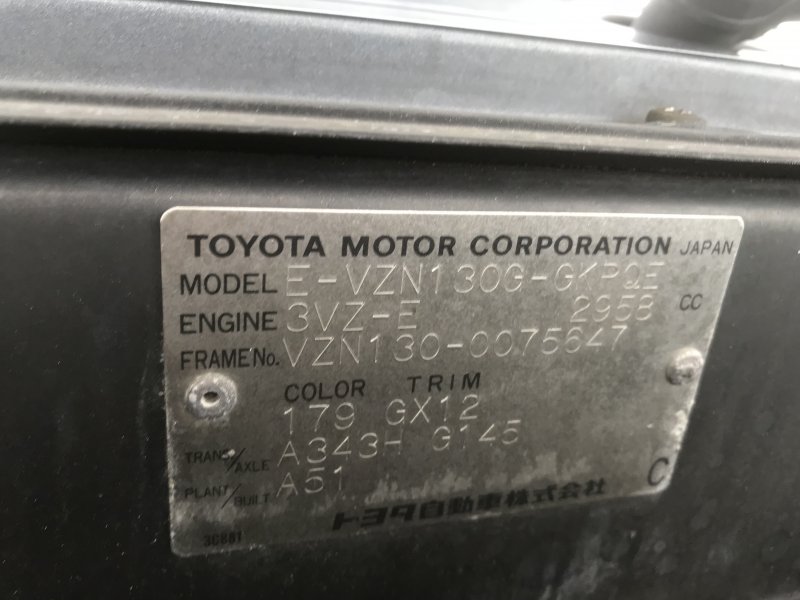 TOYOTA MOTOR CORPORATION JAPAN
MODEL E-VZN130G-GKPQE
ENGINE 3VZ-E 2958 CC
FRAME No. VZN130-0075647
COLOR TRIM
179 GX12
TRANS/AXLE A343H G145
PLANT/BUILT A51
トヨタ自動車株式会社 C
3C881